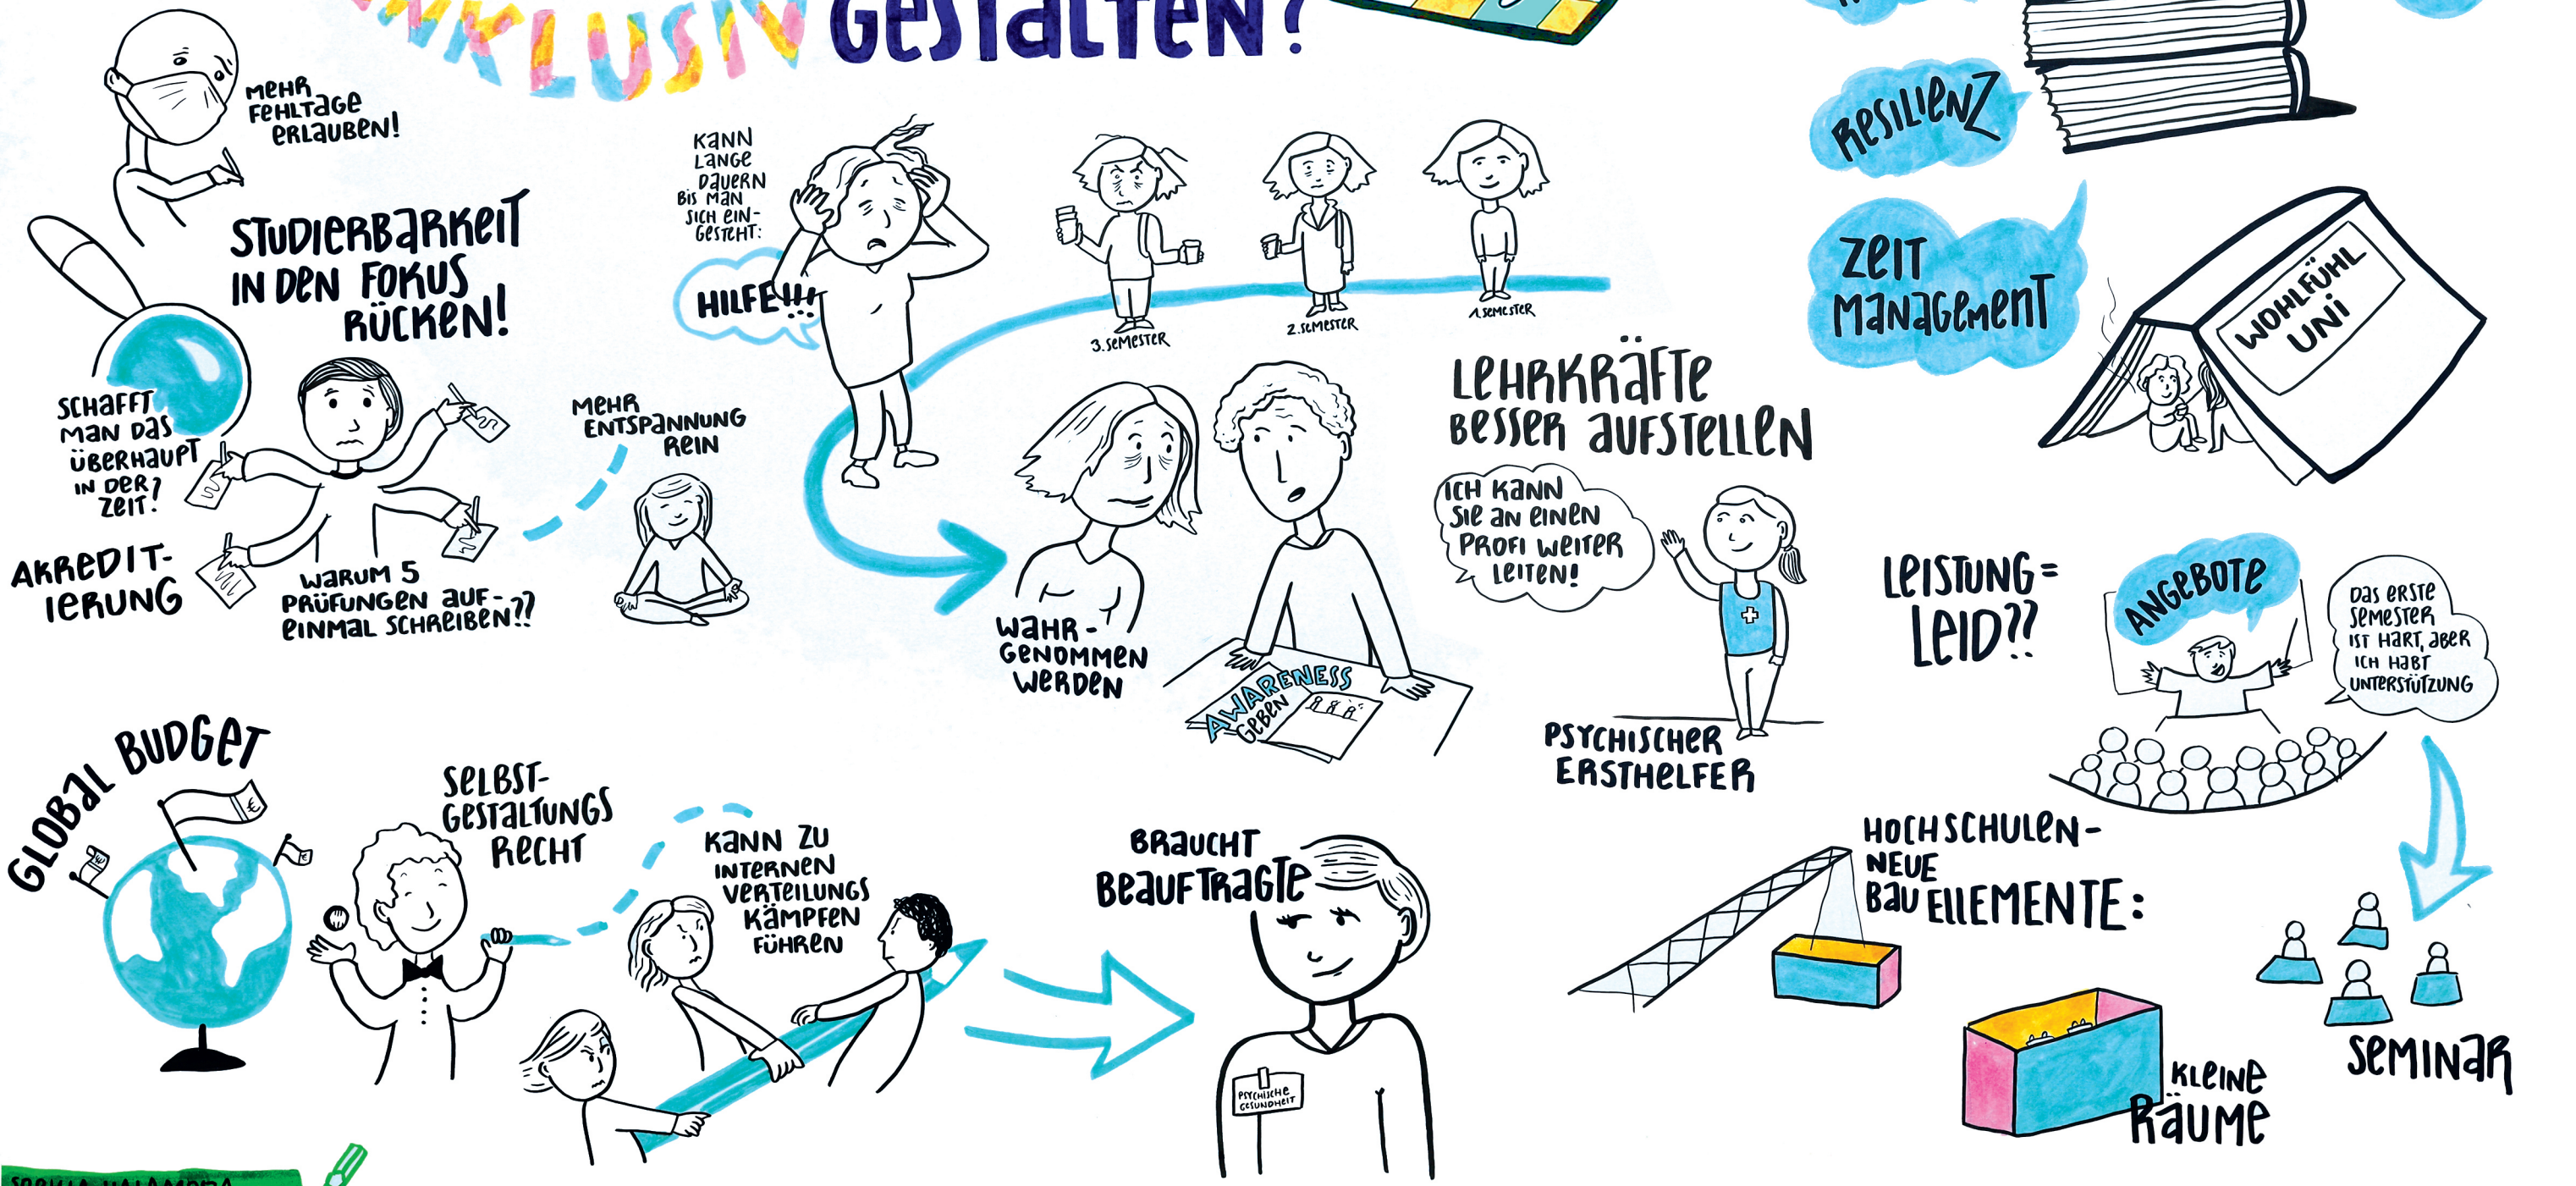 INKLUSIV GESTALTEN?
MEHR
FEHLTAGE
ERLAUBEN!
STUDIERBARKEIT
IN DEN FOKUS
RÜCKEN!
SCHAFFT
MAN DAS
ÜBERHAUPT
IN DER
ZEIT?
AKREDIT-
IERUNG
WARUM 5
PRÜFUNGEN AUF-
EINMAL SCHREIBEN??
MEHR
ENTSPANNUNG
REIN
KANN
LANGE
DAUERN
BIS MAN
SICH EIN-
GESTEHT:
HILFE!!!
3. SEMESTER
2. SEMESTER
1. SEMESTER
WAHR-
GENOMMEN
WERDEN
AWARENESS
GEBEN
LEHRKRÄFTE
BESSER AUFSTELLEN
ICH KANN
SIE AN EINEN
PROFI WEITER
LEITEN!
PSYCHISCHER
ERSTHELFER
RESILIENZ
ZEIT
MANAGEMENT
WOHLFÜHL
UNI
LEISTUNG=
LEID??
ANGEBOTE
DAS ERSTE
SEMESTER
IST HART, ABER
ICH HABT
UNTERSTÜTZUNG
GLOBAL BUDGET
€
€
€
SELBST-
GESTALTUNGS
RECHT
KANN ZU
INTERNEN
VERTEILUNGS
KÄMPFEN
FÜHREN
BRAUCHT
BEAUFTRAGTE
PSYCHISCHE
GESUNDHEIT
HOCHSCHULEN-
NEUE
BAU ELLEMENTE:
KLEINE
RÄUME
SEMINAR